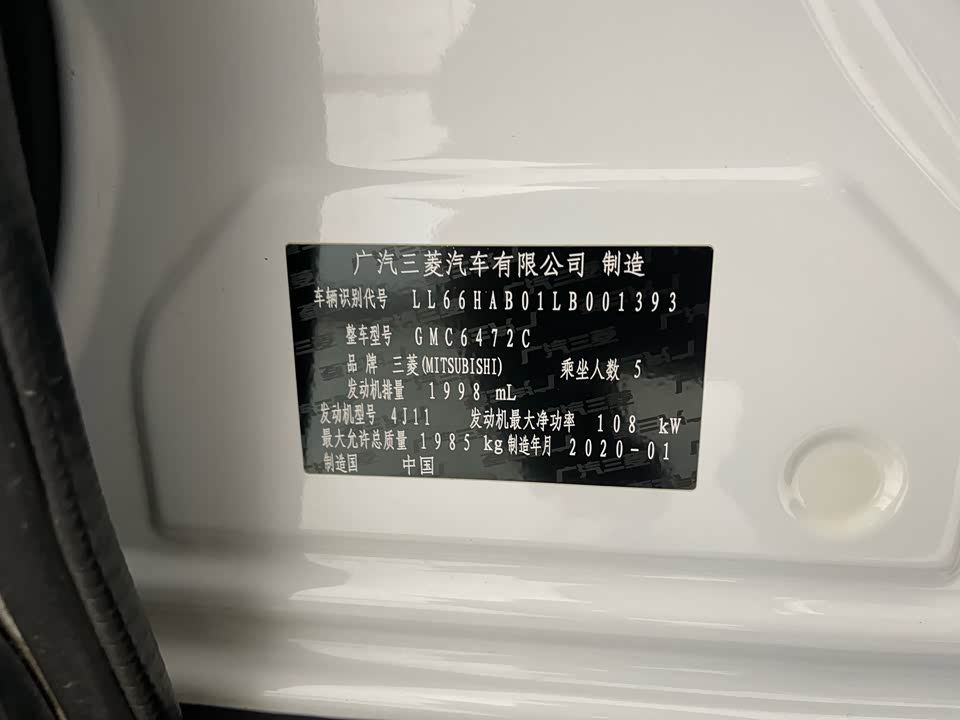 广汽三菱汽车有限公司 制造
车辆识别代号 LL66HAB01LB001393
整车型号 GMC6472C
品牌 三菱(MITSUBISHI) 乘坐人数 5
发动机排量 1998 mL
发动机型号 4J11 发动机最大净功率 108 kW
最大允许总质量 1985 kg 制造年月 2020-01
制造国 中国